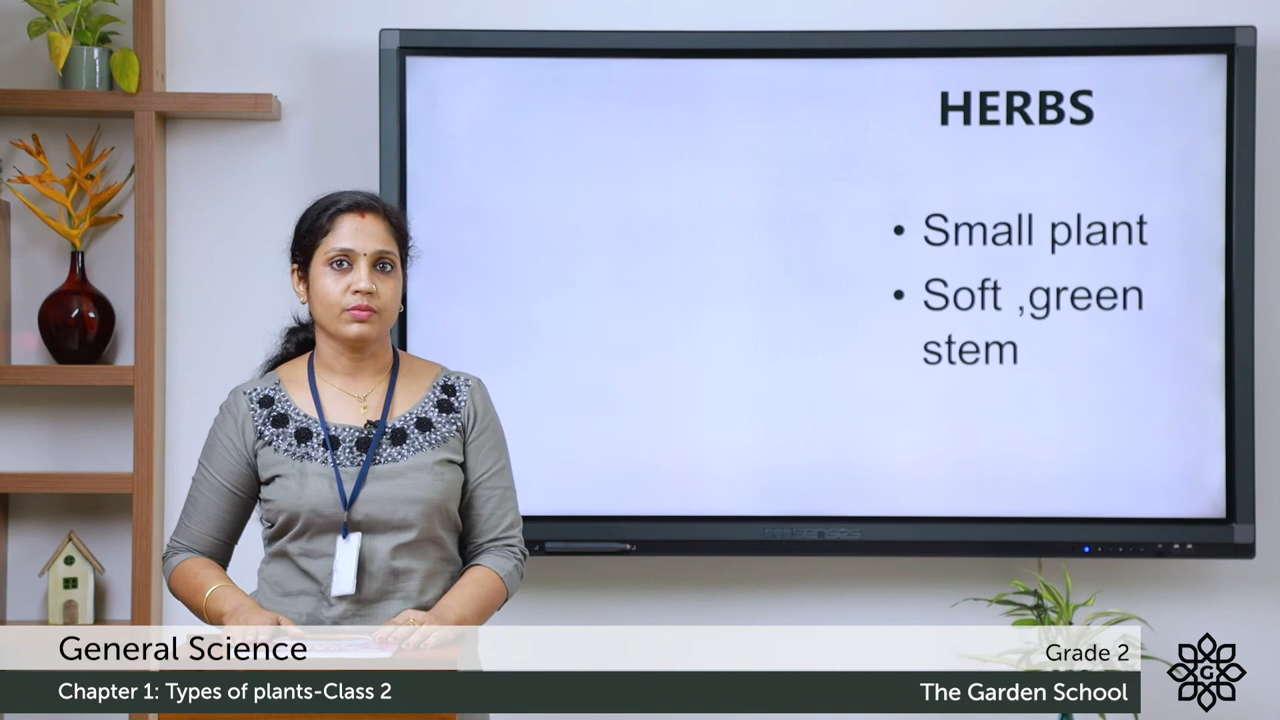 HERBS
• Small plant
• Soft ,green
stem
General Science
Grade 2
Chapter 1: Types of plants-Class 2
The Garden School
G